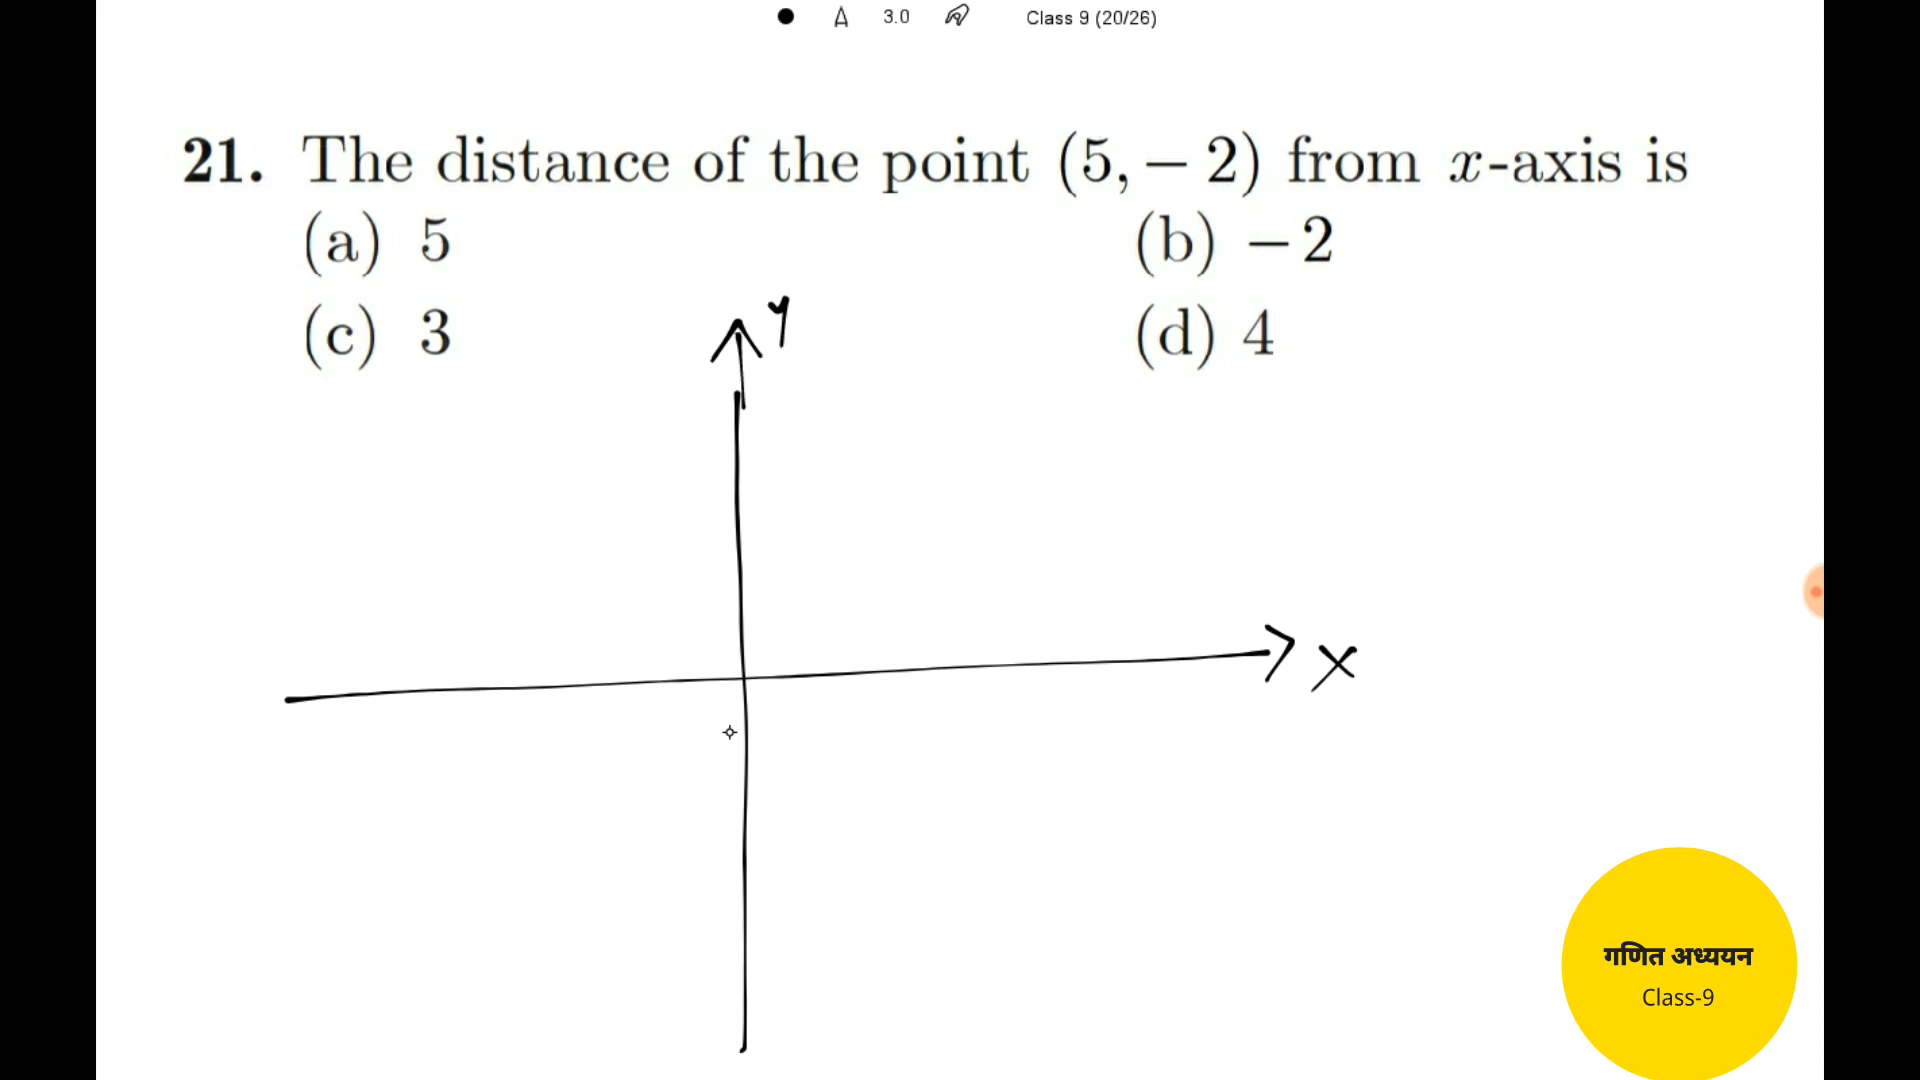 3.0 Class 9 (20/26)
21. The distance of the point (5, − 2) from x-axis is
(a) 5 (b) − 2
(c) 3 (d) 4
Y
X
गणित अध्ययन
Class-9